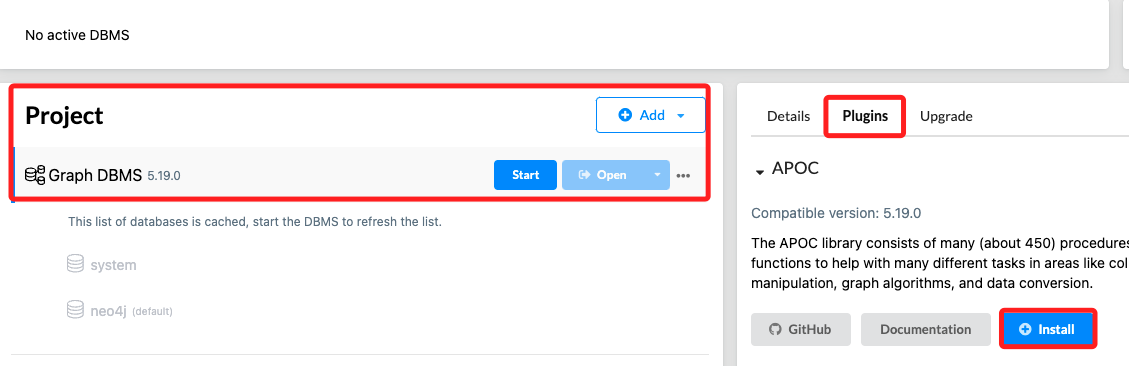 No active DBMS
Project
Add
Graph DBMS 5.19.0
Start
Open
This list of databases is cached, start the DBMS to refresh the list.
system
neo4j (default)
Details
Plugins
Upgrade
APOC
Compatible version: 5.19.0
The APOC library consists of many (about 450) procedures
functions to help with many different tasks in areas like col
manipulation, graph algorithms, and data conversion.
GitHub
Documentation
Install